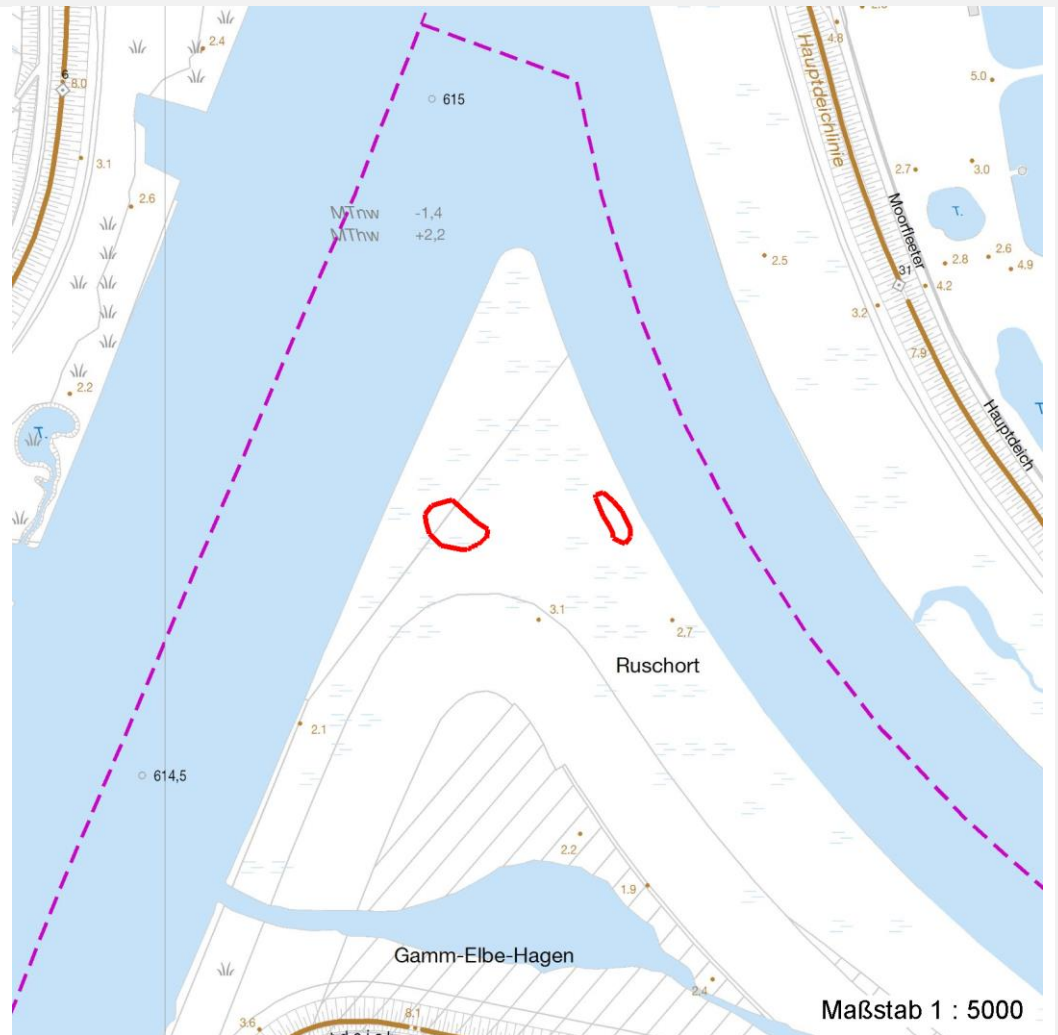 2.4
4.8
6
8.0
5.0
615
Hauptdeichlinie
3.1
2.7
3.0
2.6
MTnw -1,4
MThw +2,2
T.
Moorfleeter
2.5
2.6
2.8
4.9
31
4.2
3.2
7.9
2.2
Hauptdeich
T.
3.1
2.7
Ruschort
2.1
614,5
2.2
1.9
Gamm-Elbe-Hagen
2.4
3.6
8.1
Maßstab 1 : 5000